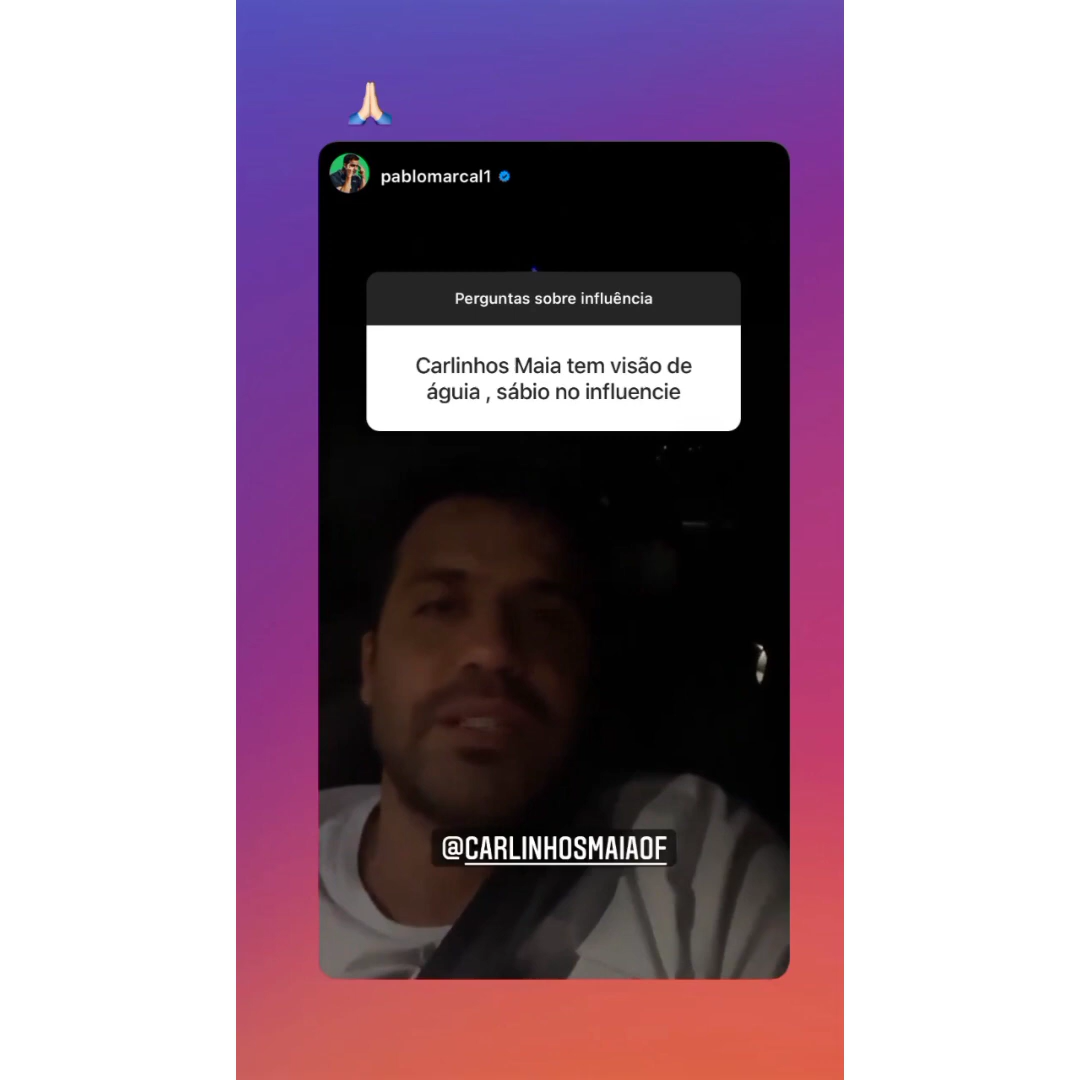 pablomarcal1
Perguntas sobre influência
Carlinhos Maia tem visão de
águia , sábio no influencie
@CARLINHOSMAIAOF